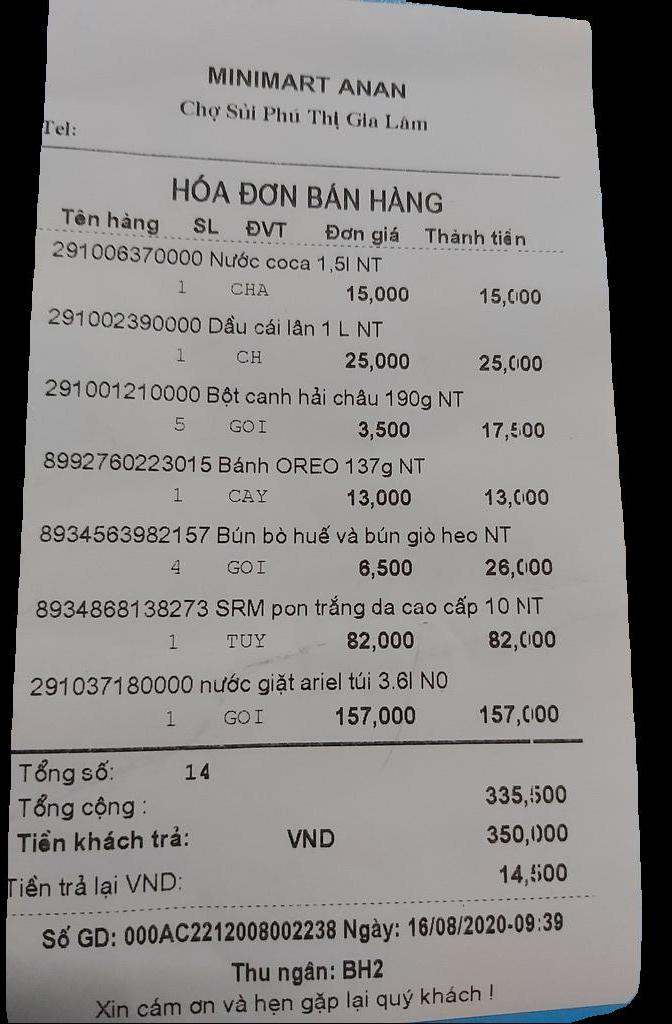 MINIMART ANAN
Chợ Sủi Phú Thị Gia Lâm
Tel:
HÓA ĐƠN BÁN HÀNG
Tên hàng SL ĐVT Đơn giá Thành tiền
291006370000 Nước coca 1,5l NT
1 CHA 15,000 15,000
291002390000 Dầu cái lân 1 L NT
1 CH 25,000 25,000
291001210000 Bột canh hải châu 190g NT
5 GOI 3,500 17,500
8992760223015 Bánh OREO 137g NT
1 CAY 13,000 13,000
8934563982157 Bún bò huế và bún giò heo NT
4 GOI 6,500 26,000
8934868138273 SRM pon trắng da cao cấp 10 NT
1 TUY 82,000 82,000
291037180000 nước giặt ariel túi 3.6l N0
1 GOI 157,000 157,000
Tổng số: 14
Tổng cộng : 335,500
Tiền khách trả: VND 350,000
Tiền trả lại VND: 14,500
Số GD: 000AC2212008002238 Ngày: 16/08/2020-09:39
Thu ngân: BH2
Xin cám ơn và hẹn gặp lại quý khách !